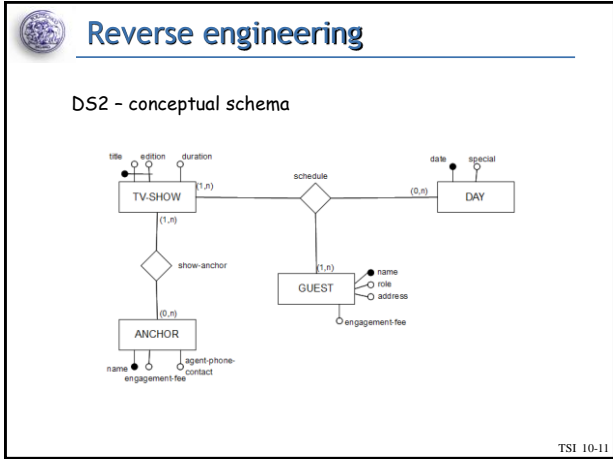 Reverse engineering
DS2 – conceptual schema
title edition duration
date special
schedule
TV-SHOW
(1,n)
(0,n)
DAY
(1,n)
show-anchor
(1,n)
name
GUEST
role
address
(0,n)
engagement-fee
ANCHOR
name
engagement-fee
agent-phone-
contact
TSI 10-11